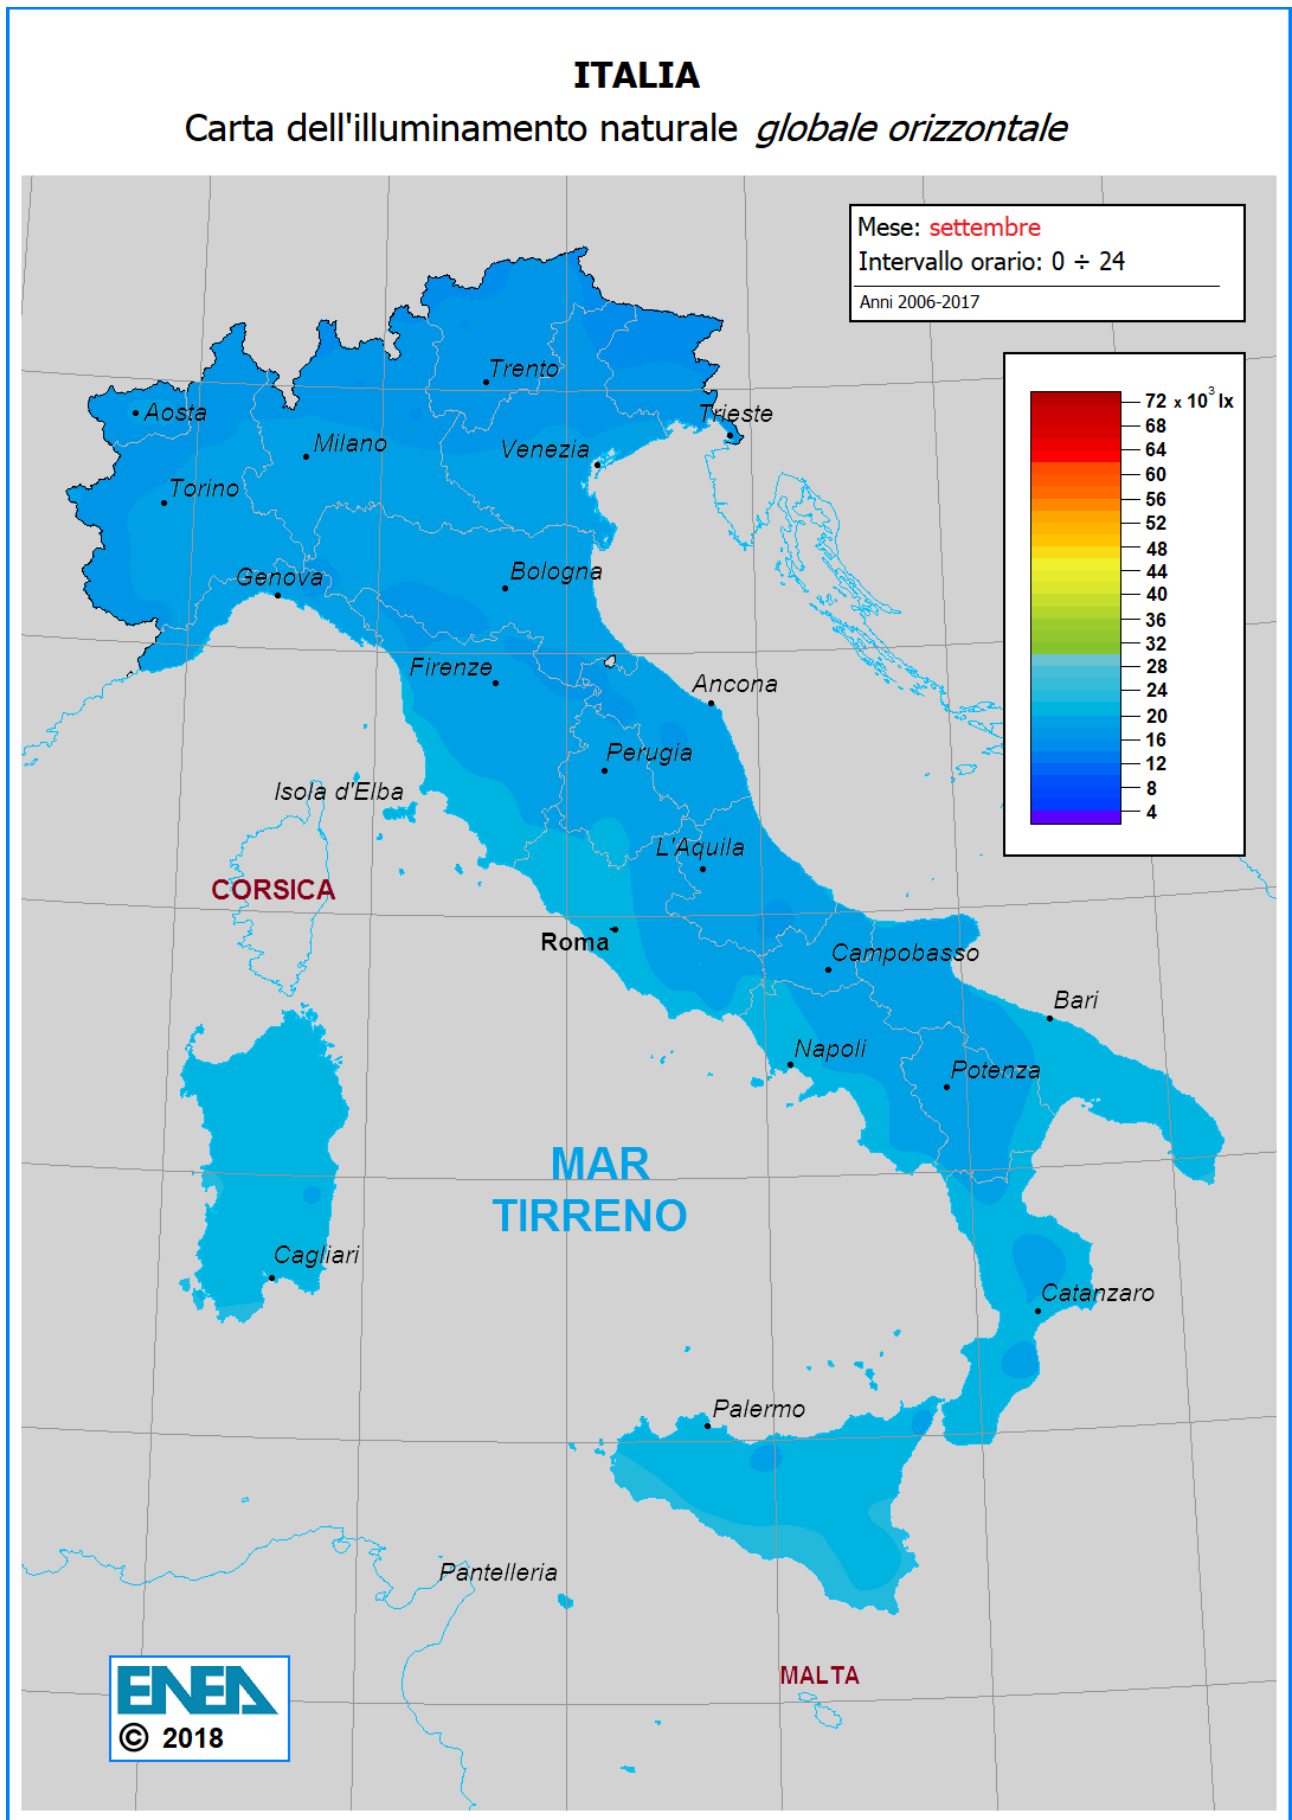 ITALIA
Carta dell'illuminamento naturale globale orizzontale
Mese: settembre
Intervallo orario: 0 ÷ 24
Anni 2006-2017
72 x 10³ lx
68
64
60
56
52
48
44
40
36
32
28
24
20
16
12
8
4
Trento
Aosta
Trieste
Milano
Venezia
Torino
Bologna
Genova
Firenze
Ancona
Perugia
Isola d'Elba
L'Aquila
CORSICA
Roma
Campobasso
Bari
Napoli
Potenza
MAR
TIRRENO
Cagliari
Catanzaro
Palermo
Pantelleria
MALTA
ENEA
© 2018